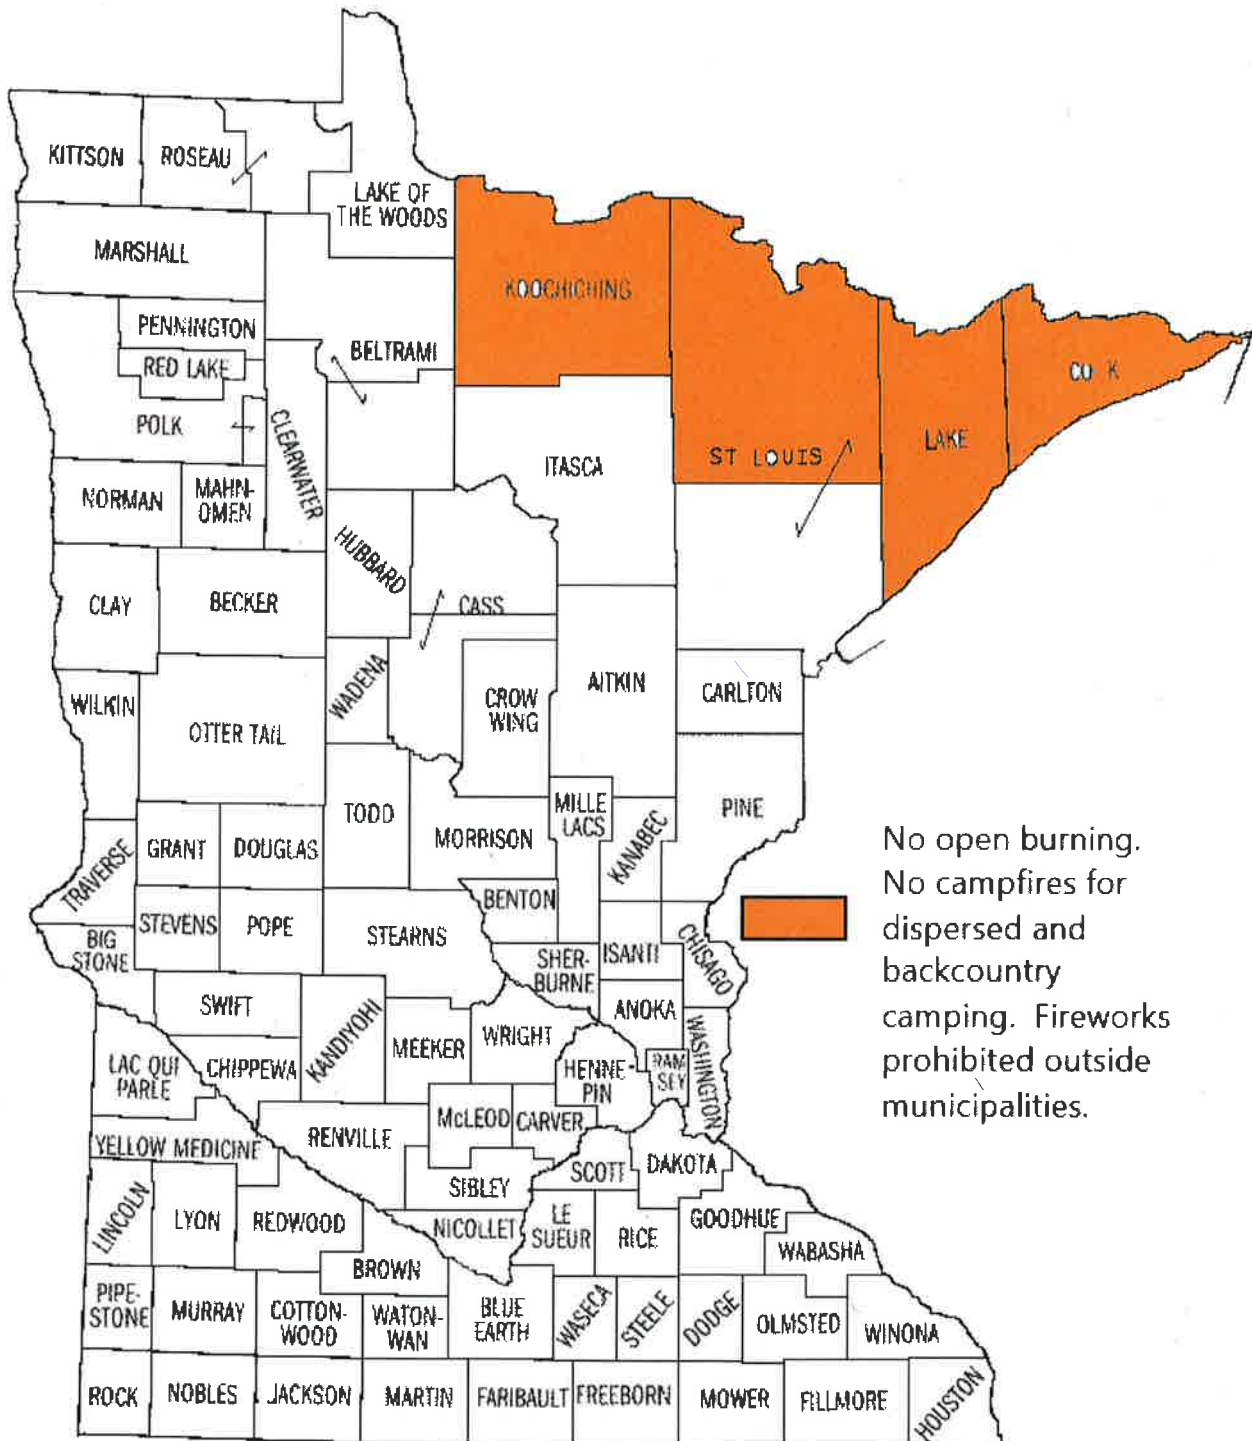 KITTSON
ROSEAU
LAKE OF
THE WOODS
MARSHALL
KOOCHICHING
PENNINGTON
BELTRAMI
RED LAKE
CO K
POLK
CLEARWATER
ST LOUIS
LAKE
ITASCA
NORMAN
MAHN-
OMEN
HUBBARD
CLAY
BECKER
CASS
WADENA
AITKIN
CARLTON
WILKIN
CROW
WING
OTTER TAIL
TODD
MILLE
LACS
PINE
KANABEC
MORRISON
TRAVERSE
GRANT
DOUGLAS
BENTON
STEVENS
POPE
STEARNS
BIG
STONE
SHER-
BURNE
ISANTI
CHISAGO
SWIFT
ANOKA
KANDIYOHI
MEEKER
WRIGHT
WASHINGTON
LAC QUI
PARLE
CHIPPEWA
HENNE-
PIN
RAM
SEY
McLEOD
CARVER
RENVILLE
YELLOW MEDICINE
SCOTT
DAKOTA
SIBLEY
LINCOLN
LYON
REDWOOD
NICOLLET
LE
SUEUR
RICE
GOODHUE
WABASHA
BROWN
PIPE-
STONE
MURRAY
COTTON-
WOOD
WATON-
WAN
BLUE
EARTH
WASECA
STEELE
DODGE
OLMSTED
WINONA
ROCK
NOBLES
JACKSON
MARTIN
FARIBAULT
FREEBORN
MOWER
FILLMORE
HOUSTON
No open burning.
No campfires for
dispersed and
backcountry
camping. Fireworks
prohibited outside
municipalities.